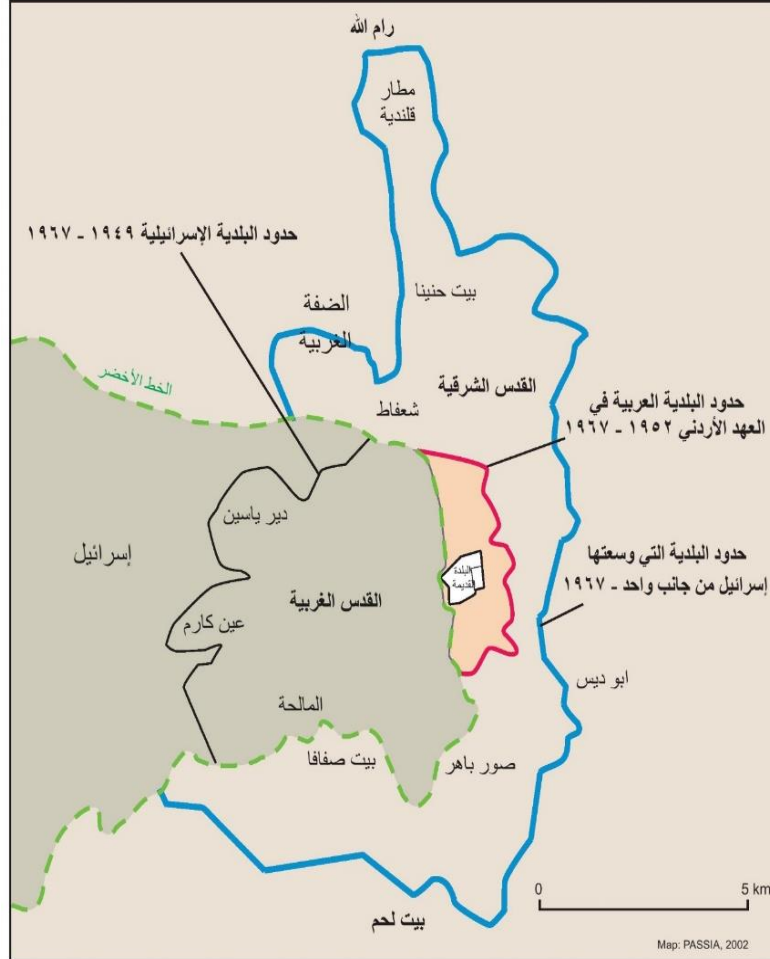 رام الله
مطار
قلندية
حدود البلدية الإسرائيلية ١٩٤٩ - ١٩٦٧
بيت حنينا
الضفة
الغربية
الخط الأخضر
القدس الشرقية
شعفاط
حدود البلدية العربية في
العهد الأردني ١٩٥٢ - ١٩٦٧
دير ياسين
إسرائيل
حدود البلدية التي وسعتها
إسرائيل من جانب واحد - ١٩٦٧
البلدة
القديمة
القدس الغربية
عين كارم
ابو ديس
المالحة
بيت صفافا
صور باهر
0 5 km
بيت لحم
Map: PASSIA, 2002